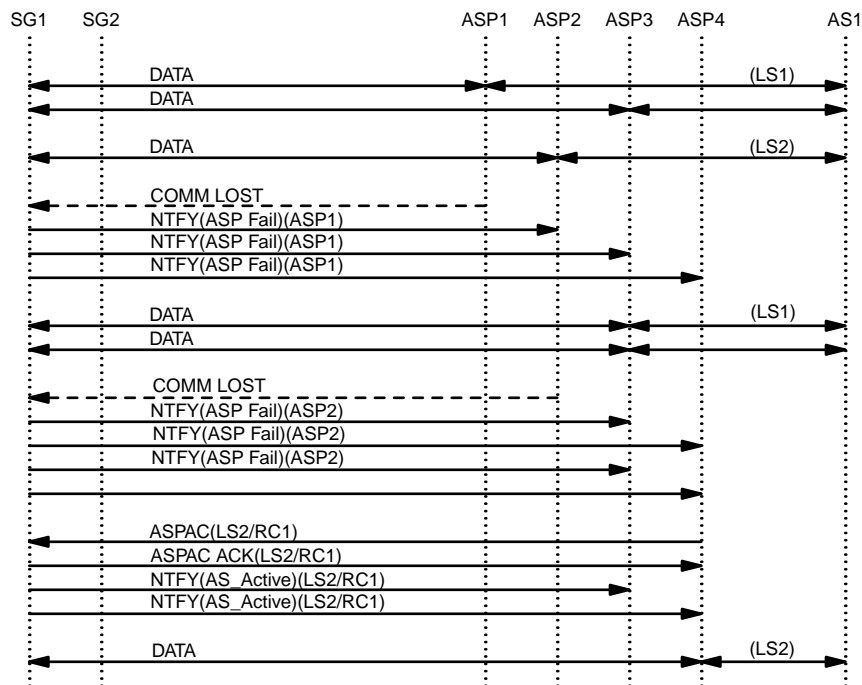 SG1 SG2 ASP1 ASP2 ASP3 ASP4 AS1
DATA (LS1)
DATA
DATA (LS2)
COMM LOST
NTFY(ASP Fail)(ASP1)
NTFY(ASP Fail)(ASP1)
NTFY(ASP Fail)(ASP1)
DATA (LS1)
DATA
COMM LOST
NTFY(ASP Fail)(ASP2)
NTFY(ASP Fail)(ASP2)
NTFY(ASP Fail)(ASP2)
ASPAC(LS2/RC1)
ASPAC ACK(LS2/RC1)
NTFY(AS_Active)(LS2/RC1)
NTFY(AS_Active)(LS2/RC1)
DATA (LS2)